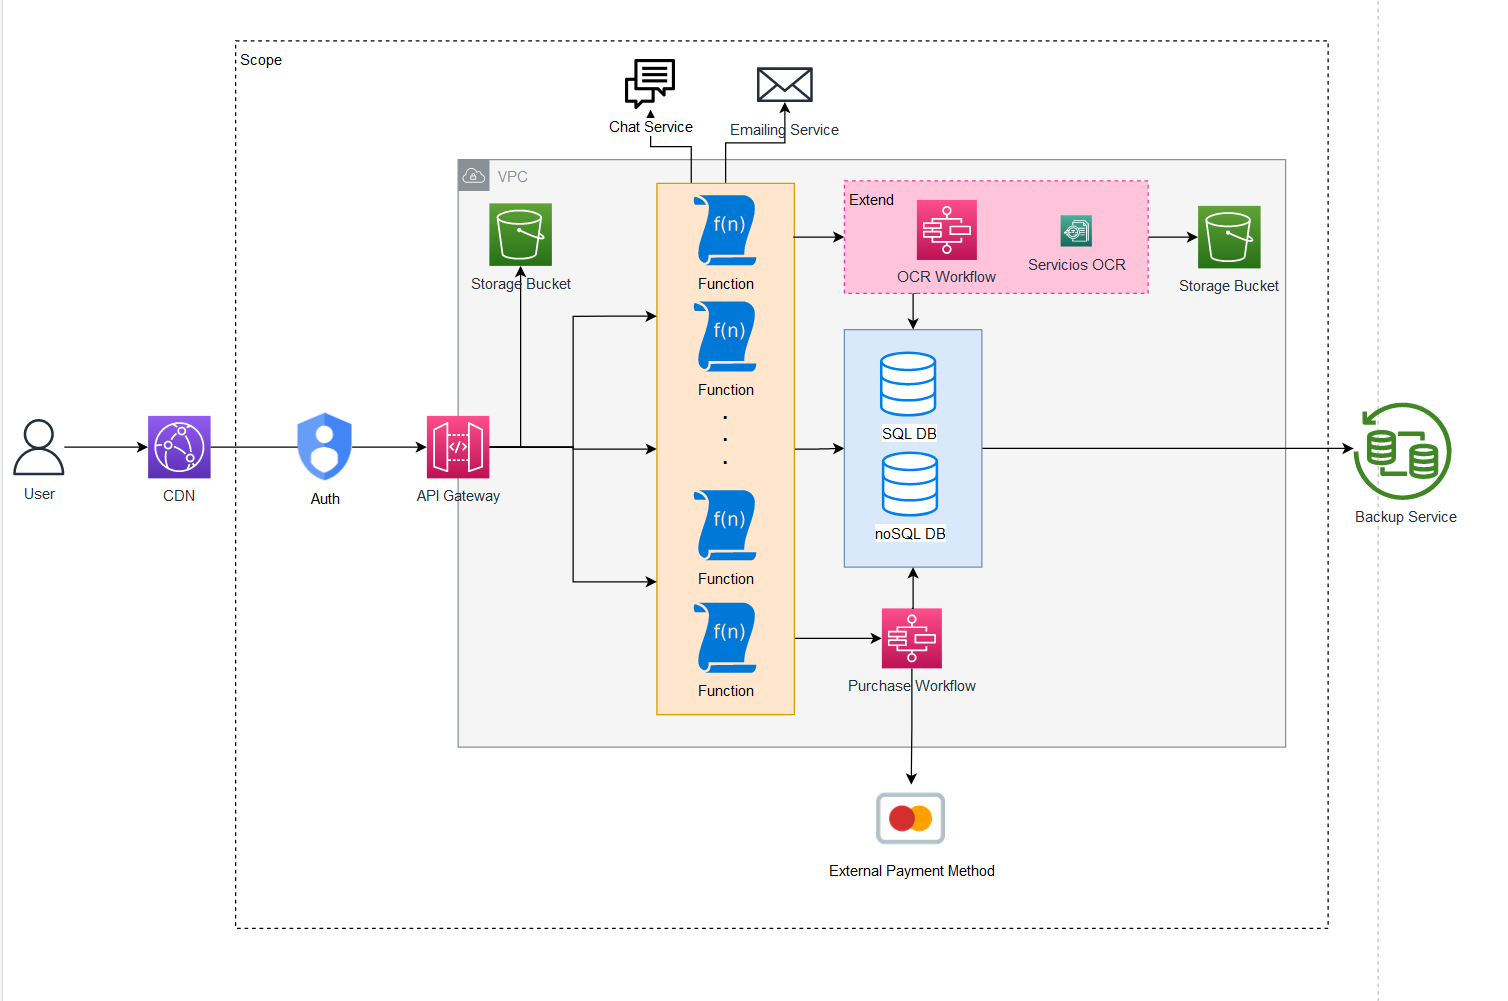 Scope
Chat Service
Emailing Service
VPC
Storage Bucket
f(n)
Function
Extend
OCR Workflow
Servicios OCR
Storage Bucket
f(n)
Function
.
.
.
SQL DB
noSQL DB
User
CDN
Auth
</>
API Gateway
Backup Service
f(n)
Function
f(n)
Function
Purchase Workflow
External Payment Method